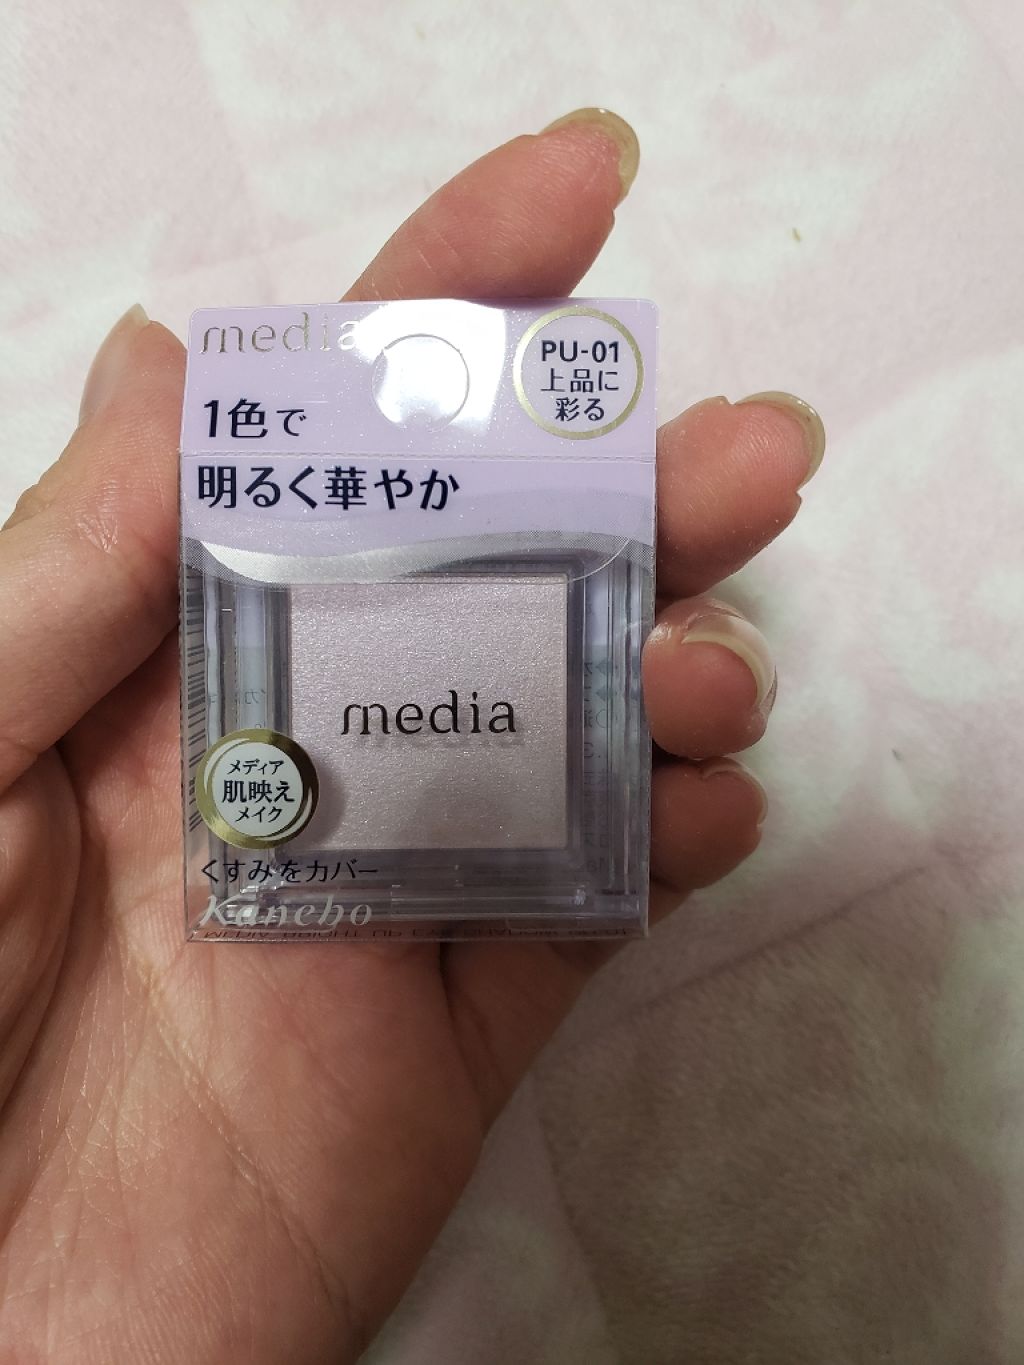 media
PU-01
上品に
彩る
1色で
明るく華やか
media
メディア
肌映え
メイク
くすみをカバー
Kanebo